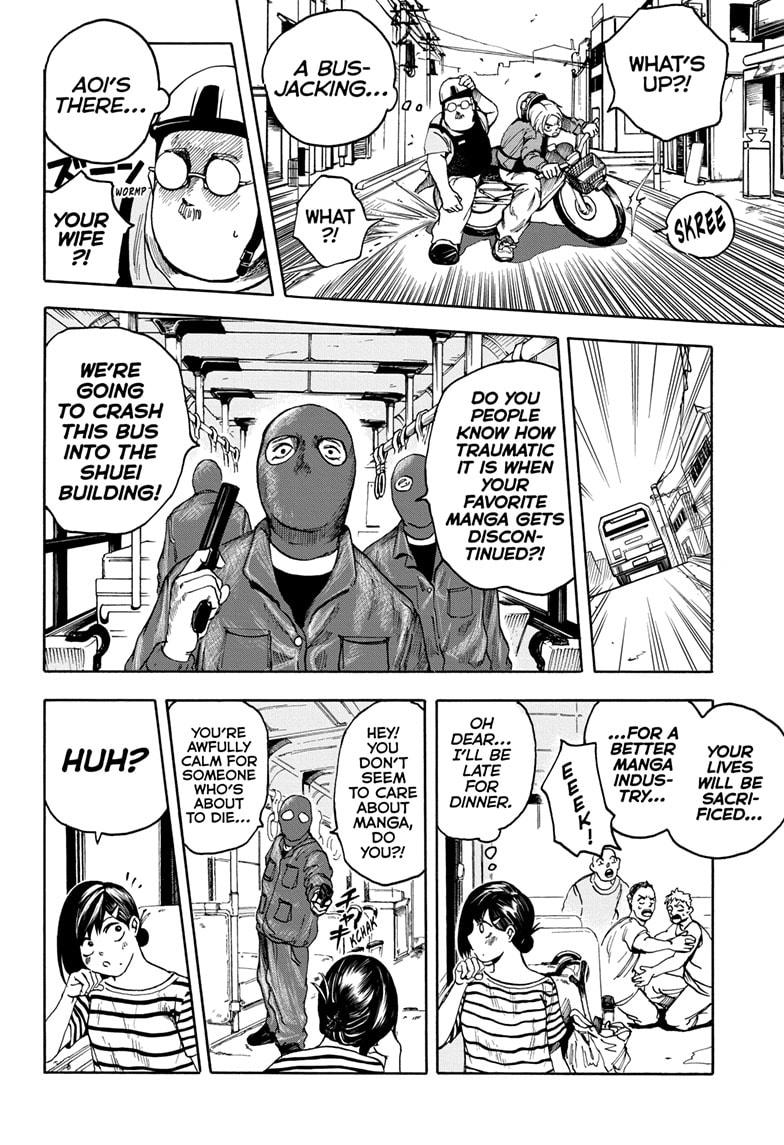 WHAT'S
UP?!
A BUS-
JACKING...
WHAT
?!
SKREE
AOI'S
THERE...
ズーン
WORMP
YOUR
WIFE
?!
DO YOU
PEOPLE
KNOW HOW
TRAUMATIC
IT IS WHEN
YOUR
FAVORITE
MANGA GETS
DISCON-
TINUED?!
WE'RE
GOING
TO CRASH
THIS BUS
INTO THE
SHUEI
BUILDING!
YOUR
LIVES
WILL BE
SACRI-
FICED...
...FOR A
BETTER
MANGA
INDUS-
TRY...
EEEK!
OH
DEAR...
I'LL BE
LATE
FOR
DINNER.
HEY!
YOU
DON'T
SEEM
TO CARE
ABOUT
MANGA,
DO
YOU?!
YOU'RE
AWFULLY
CALM FOR
SOMEONE
WHO'S
ABOUT
TO DIE...
チャキ
KCHAK
HUH?